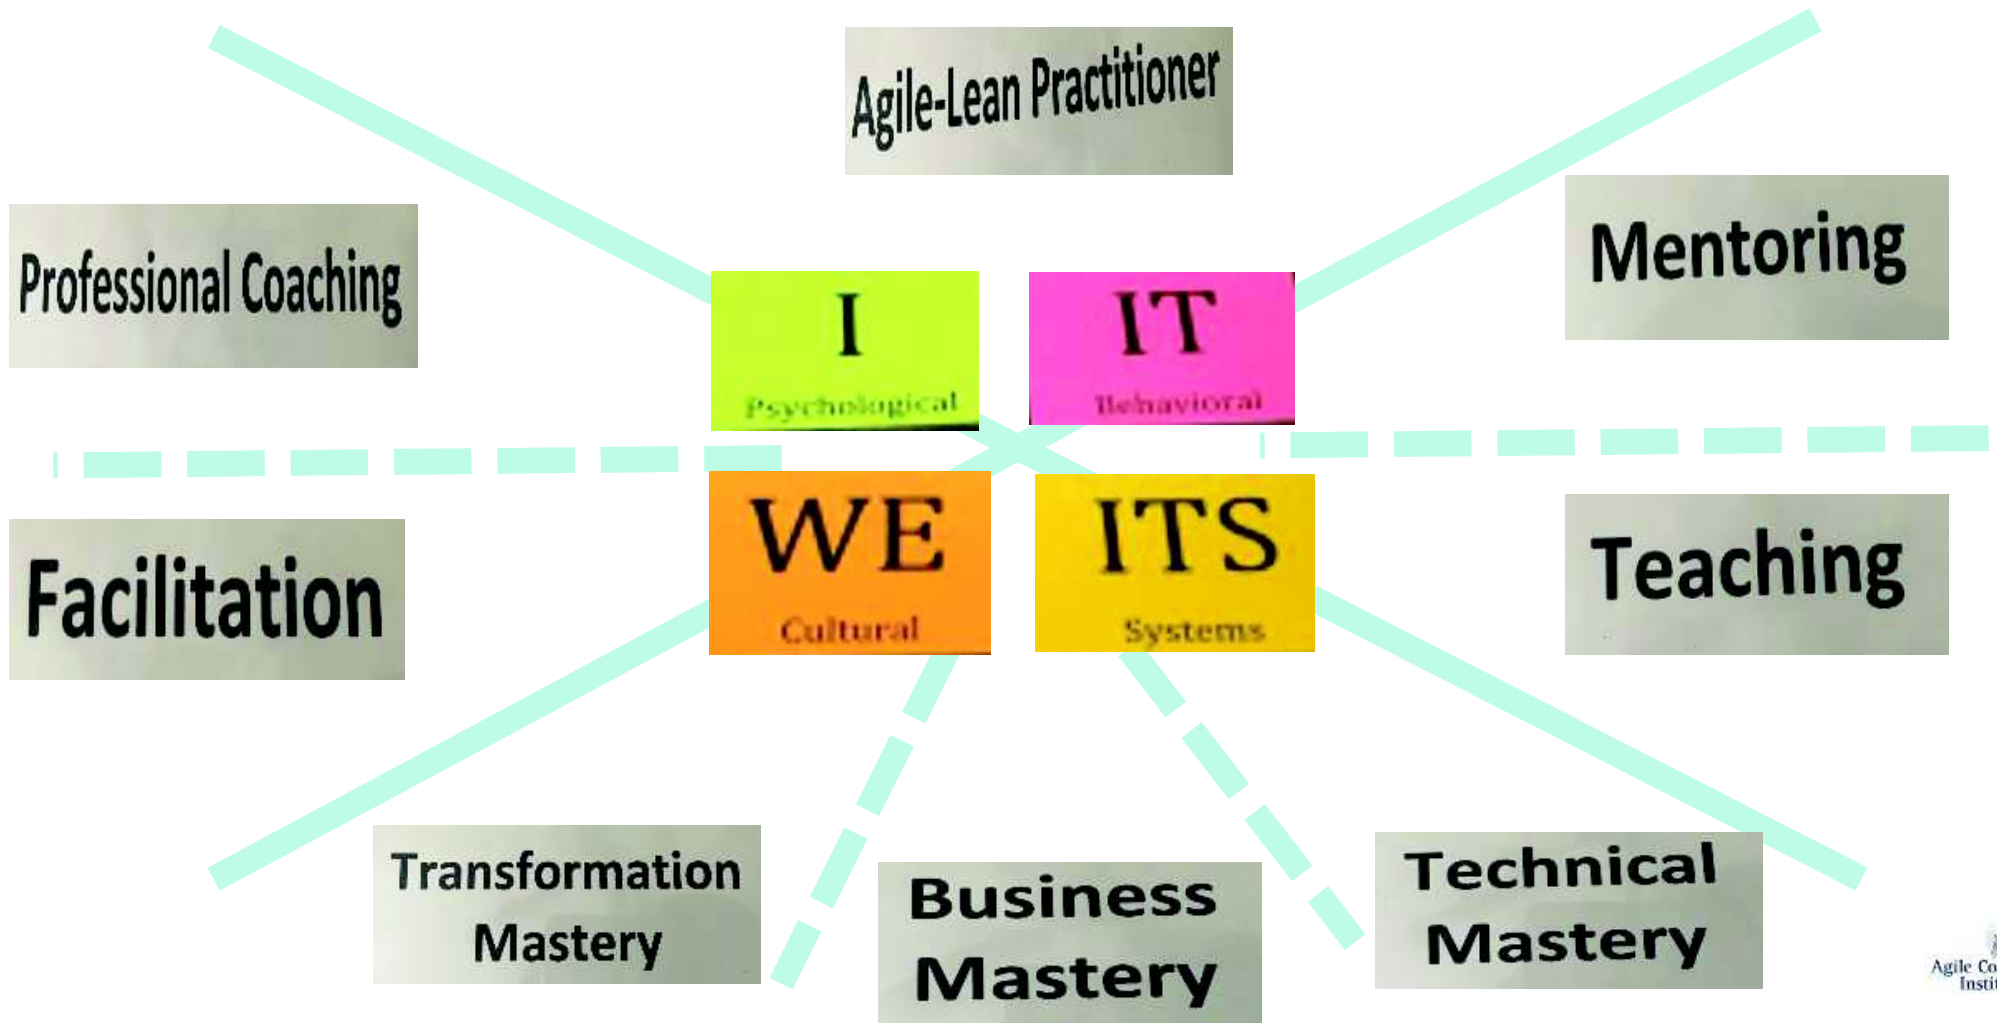 Agile-Lean Practitioner
Professional Coaching
Mentoring
I
Psychological
IT
Behavioral
WE
Cultural
ITS
Systems
Facilitation
Teaching
Transformation
Mastery
Business
Mastery
Technical
Mastery
Agile Co
Instit